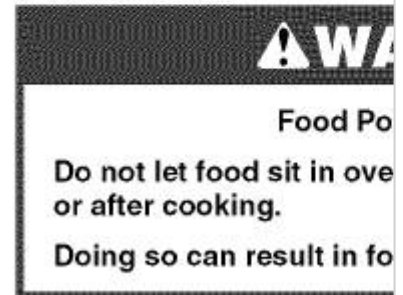 WA
Food Po
Do not let food sit in ove
or after cooking.
Doing so can result in fo